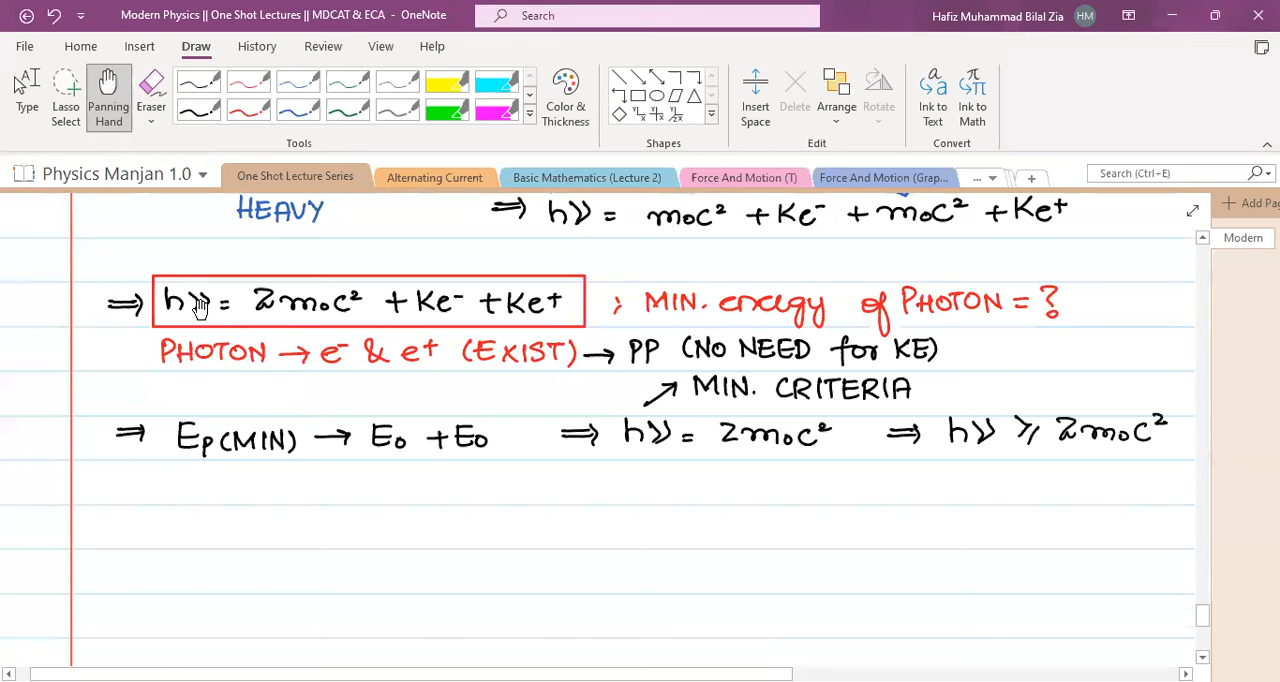 Modern Physics || One Shot Lectures || MDCAT & ECA - OneNote
Search
Hafiz Muhammad Bilal Zia HM
File Home Insert Draw History Review View Help
Type Lasso Select Panning Hand Eraser Color & Thickness Insert Space Delete Arrange Rotate Ink to Text Ink to Math
Tools Shapes Edit Convert
Physics Manjan 1.0 One Shot Lecture Series Alternating Current Basic Mathematics (Lecture 2) Force And Motion (T) Force And Motion (Grap... ... + Search (Ctrl+E)
+ Add Pag
Modern
HEAVY ⇒ hν = m₀c² + Ke⁻ + m₀c² + Ke⁺
⇒ hν = 2m₀c² + Ke⁻ + Ke⁺ ; MIN. energy of PHOTON = ?
PHOTON → e⁻ & e⁺ (EXIST) → PP (NO NEED for KE)
↗ MIN. CRITERIA
⇒ Ep(MIN) → E₀ + E₀ ⇒ hν = 2m₀c² ⇒ hν ⩾ 2m₀c²